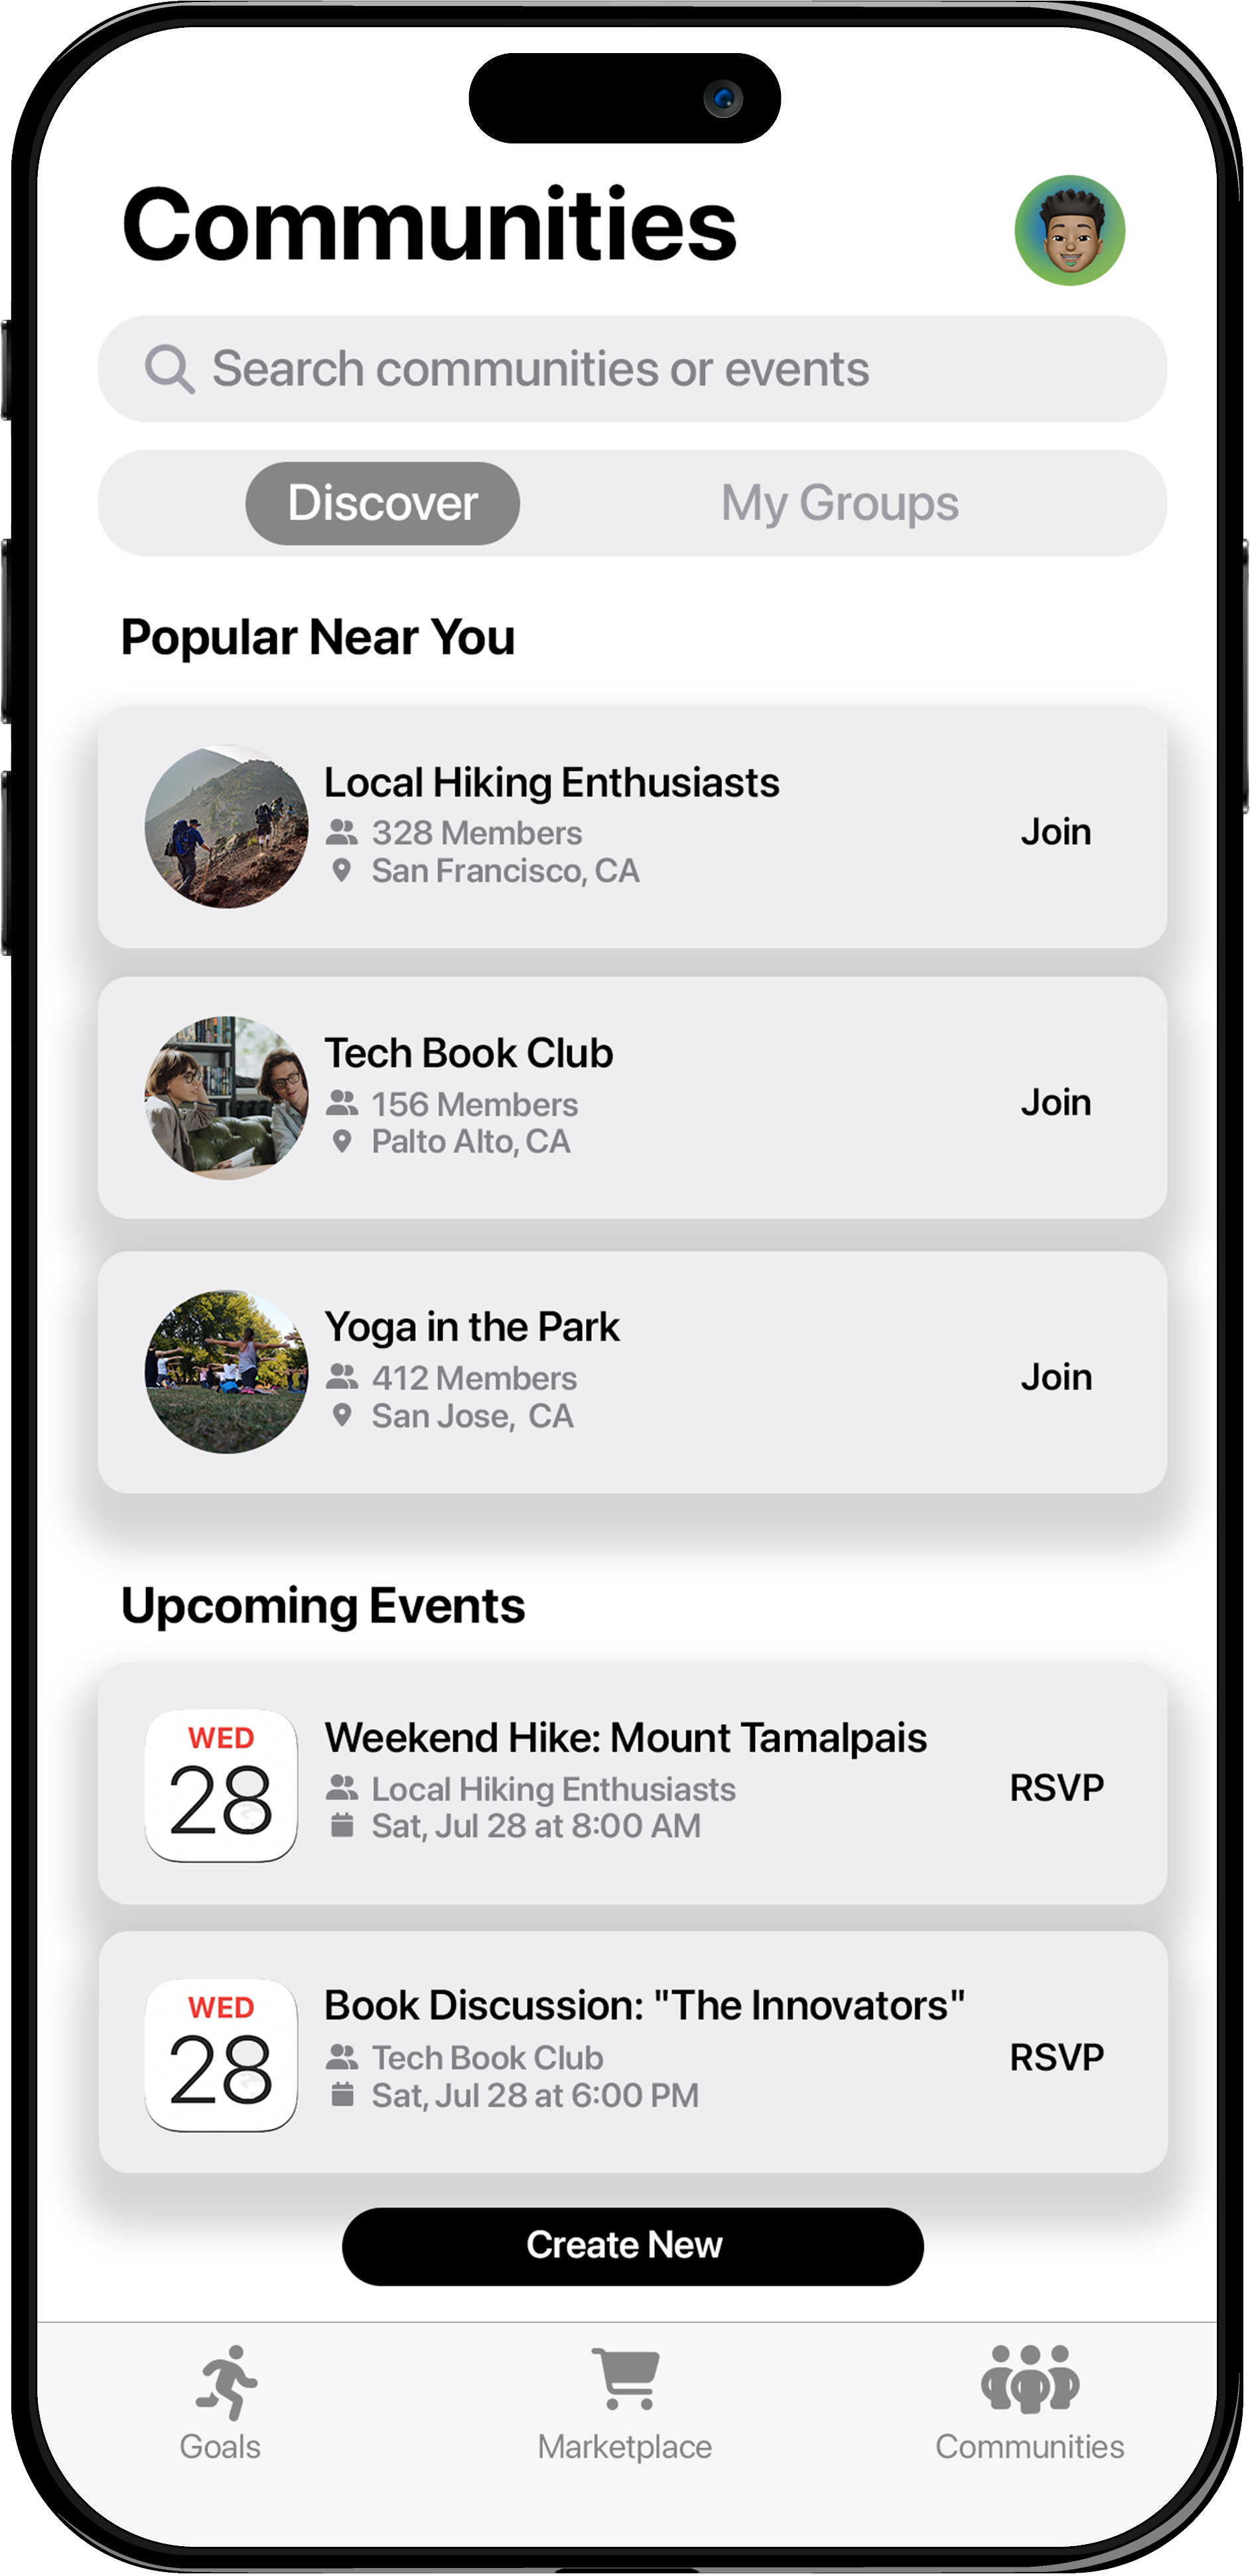 Communities
Search communities or events
Discover
My Groups
Popular Near You
Local Hiking Enthusiasts
328 Members
San Francisco, CA
Join
Tech Book Club
156 Members
Palto Alto, CA
Join
Yoga in the Park
412 Members
San Jose,  CA
Join
Upcoming Events
WED
28
Weekend Hike: Mount Tamalpais
Local Hiking Enthusiasts
Sat, Jul 28 at 8:00 AM
RSVP
WED
28
Book Discussion: "The Innovators"
Tech Book Club
Sat, Jul 28 at 6:00 PM
RSVP
Create New
Goals
Marketplace
Communities